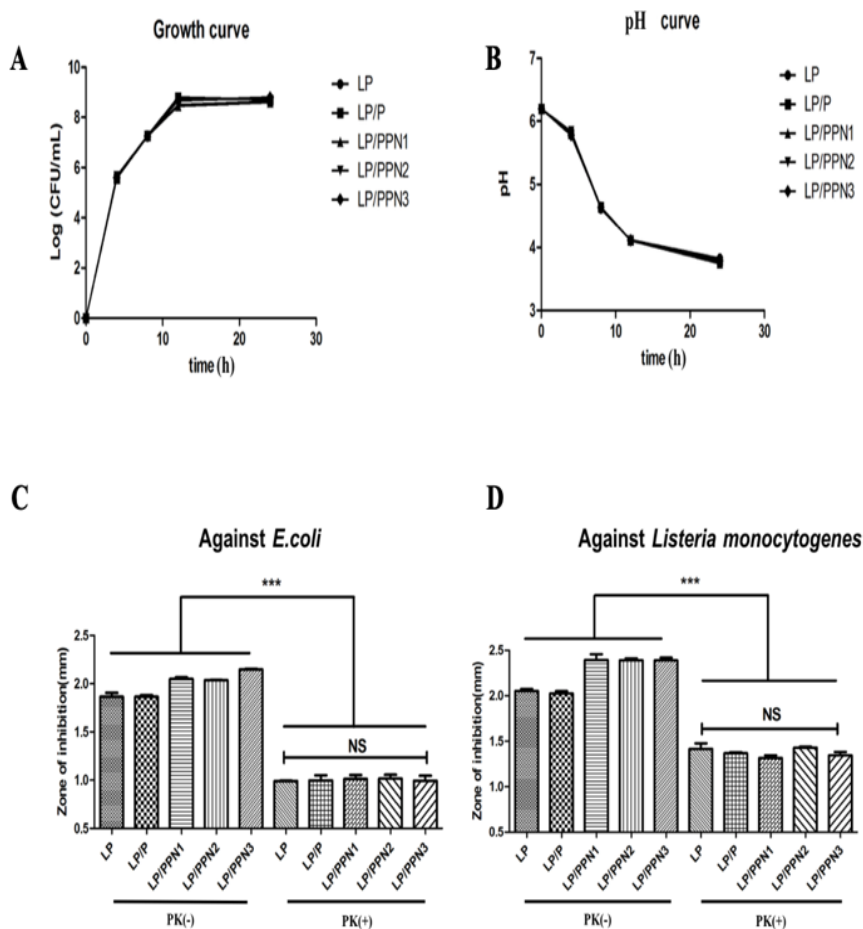 A
Growth curve
Log (CFU/mL)
10
8
6
4
2
0
0 10 20 30
time(h)
LP
LP/P
LP/PPN1
LP/PPN2
LP/PPN3
B
pH curve
pH
7
6
5
4
3
0 10 20 30
time(h)
LP
LP/P
LP/PPN1
LP/PPN2
LP/PPN3
C
Against E.coli
***
Zone of inhibition(mm)
2.5
2.0
1.5
1.0
0.5
NS
LP LP/P LP/PPN1 LP/PPN2 LP/PPN3 LP LP/P LP/PPN1 LP/PPN2 LP/PPN3
PK(-) PK(+)
D
Against Listeria monocytogenes
***
Zone of inhibition(mm)
2.5
2.0
1.5
1.0
0.5
NS
LP LP/P LP/PPN1 LP/PPN2 LP/PPN3 LP LP/P LP/PPN1 LP/PPN2 LP/PPN3
PK(-) PK(+)